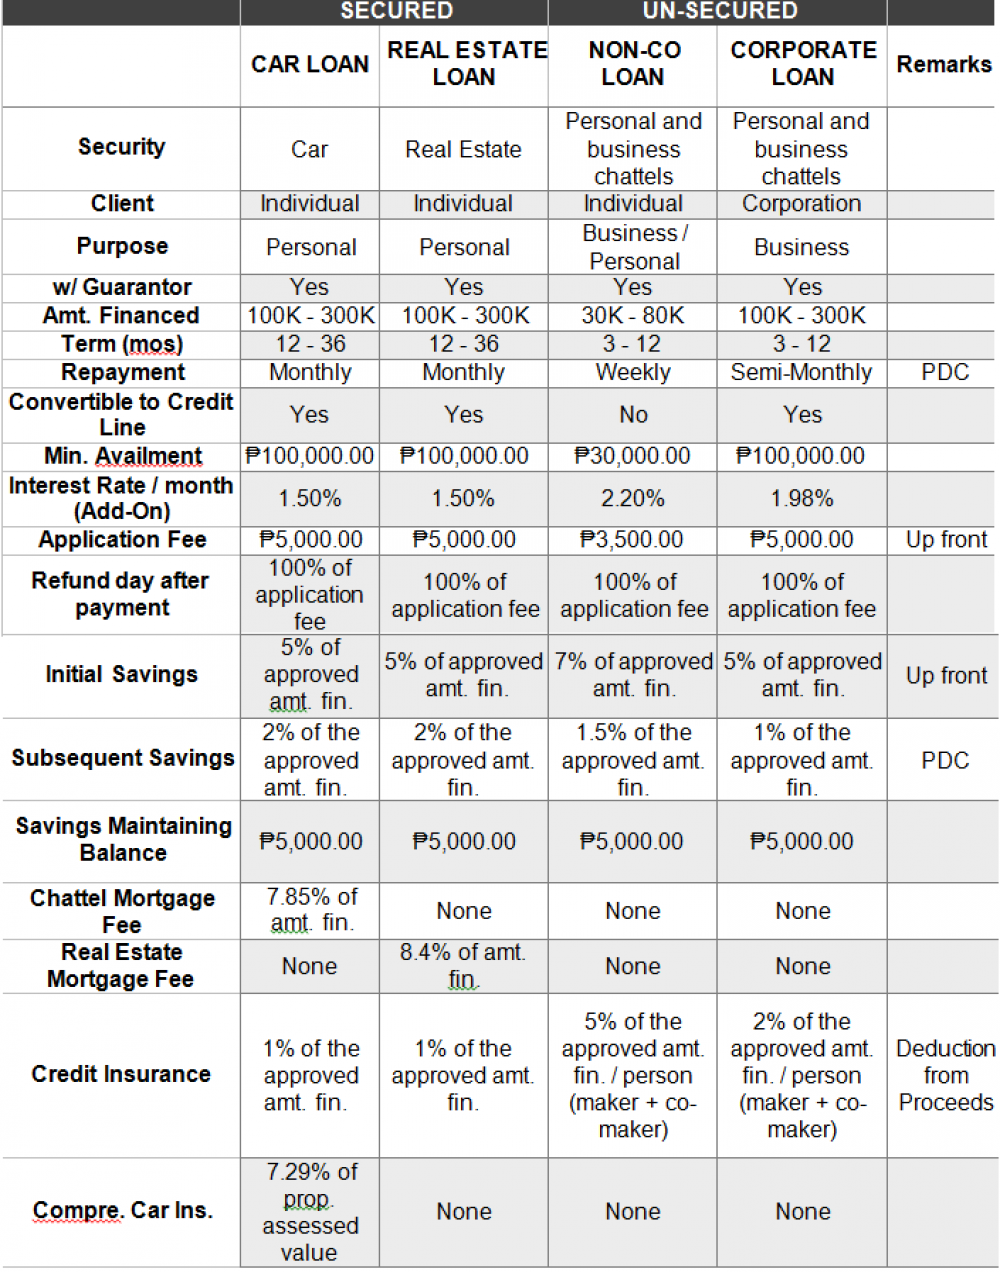 SECURED UN-SECURED
CAR LOAN REAL ESTATE LOAN NON-CO LOAN CORPORATE LOAN Remarks
Security Car Real Estate Personal and business chattels Personal and business chattels
Client Individual Individual Individual Corporation
Purpose Personal Personal Business / Personal Business
w/ Guarantor Yes Yes Yes Yes
Amt. Financed 100K - 300K 100K - 300K 30K - 80K 100K - 300K
Term (mos) 12 - 36 12 - 36 3 - 12 3 - 12
Repayment Monthly Monthly Weekly Semi-Monthly PDC
Convertible to Credit Line Yes Yes No Yes
Min. Availment ₱100,000.00 ₱100,000.00 ₱30,000.00 ₱100,000.00
Interest Rate / month (Add-On) 1.50% 1.50% 2.20% 1.98%
Application Fee ₱5,000.00 ₱5,000.00 ₱3,500.00 ₱5,000.00 Up front
Refund day after payment 100% of application fee 100% of application fee 100% of application fee 100% of application fee
Initial Savings 5% of approved amt. fin. 5% of approved amt. fin. 7% of approved amt. fin. 5% of approved amt. fin. Up front
Subsequent Savings 2% of the approved amt. fin. 2% of the approved amt. fin. 1.5% of the approved amt. fin. 1% of the approved amt. fin. PDC
Savings Maintaining Balance ₱5,000.00 ₱5,000.00 ₱5,000.00 ₱5,000.00
Chattel Mortgage Fee 7.85% of amt. fin. None None None
Real Estate Mortgage Fee None 8.4% of amt. fin. None None
Credit Insurance 1% of the approved amt. fin. 1% of the approved amt. fin. 5% of the approved amt. fin. / person (maker + co-maker) 2% of the approved amt. fin. / person (maker + co-maker) Deduction from Proceeds
Compre. Car Ins. 7.29% of prop. assessed value None None None